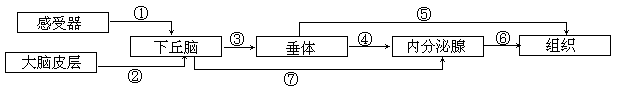 感受器
①
⑤
下丘脑
③
垂体
④
内分泌腺
⑥
组织
大脑皮层
②
⑦